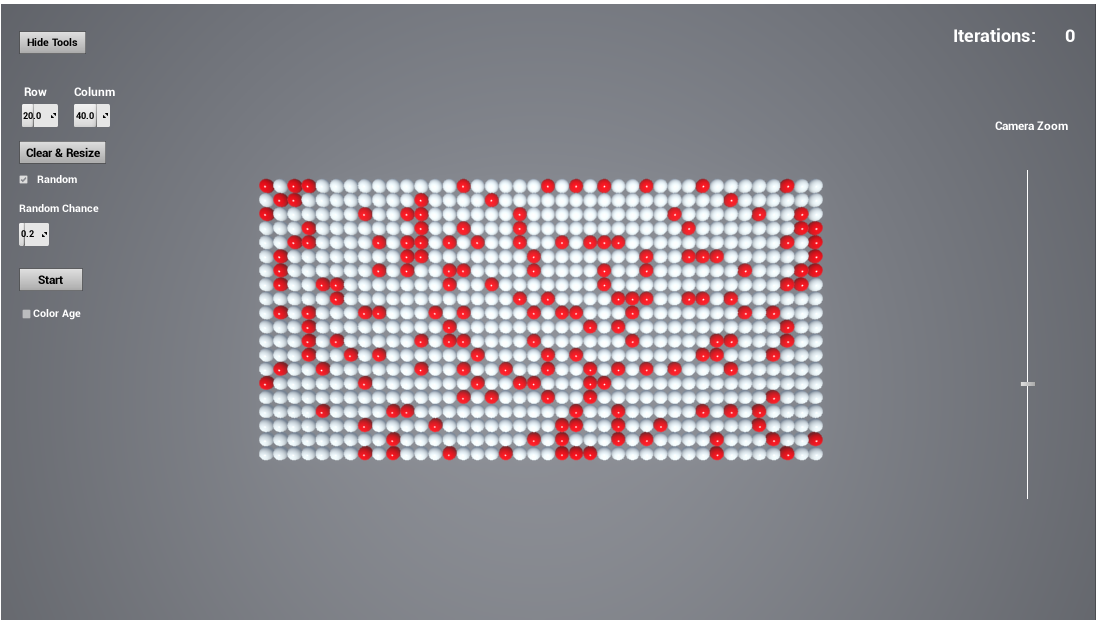 Hide Tools
Iterations: 0
Row Colunm
20.0 40.0
Camera Zoom
Clear & Resize
Random
Random Chance
0.2
Start
Color Age